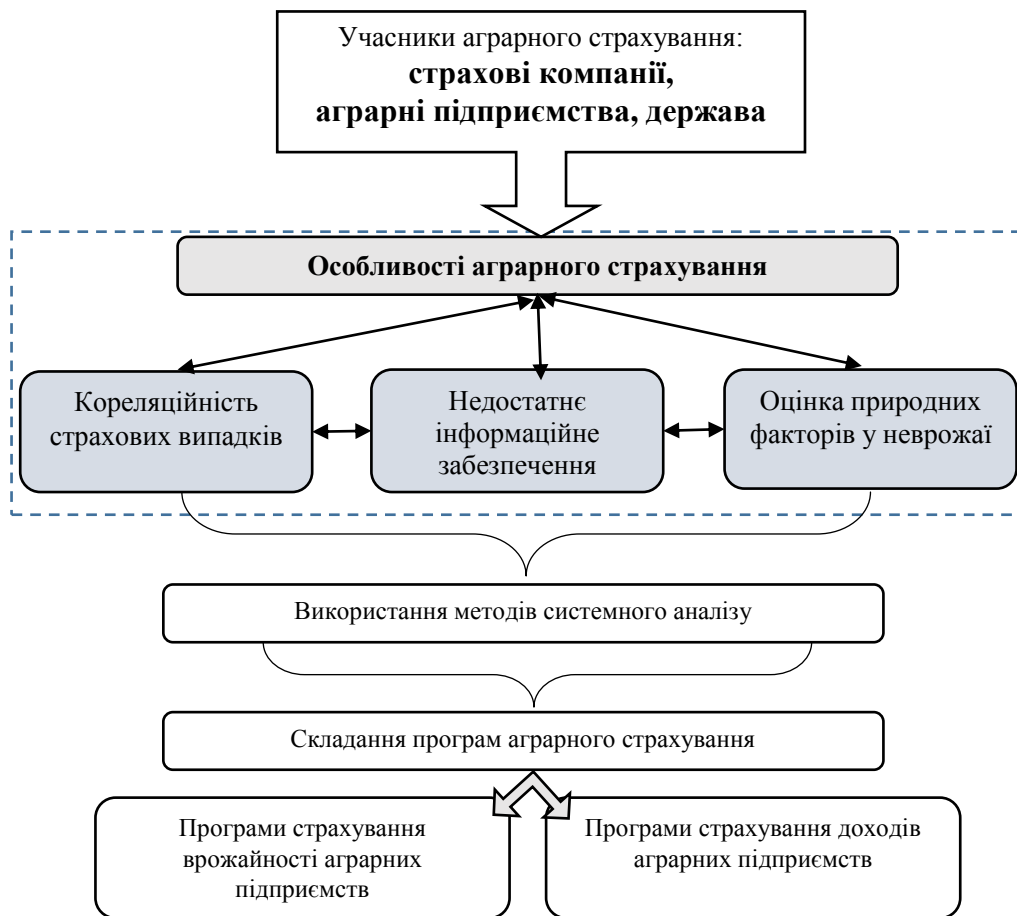 Учасники аграрного страхування:
страхові компанії,
аграрні підприємства, держава
Особливості аграрного страхування
Кореляційність
страхових випадків
Недостатнє
інформаційне
забезпечення
Оцінка природних
факторів у неврожаї
Використання методів системного аналізу
Складання програм аграрного страхування
Програми страхування
врожайності аграрних
підприємств
Програми страхування доходів
аграрних підприємств